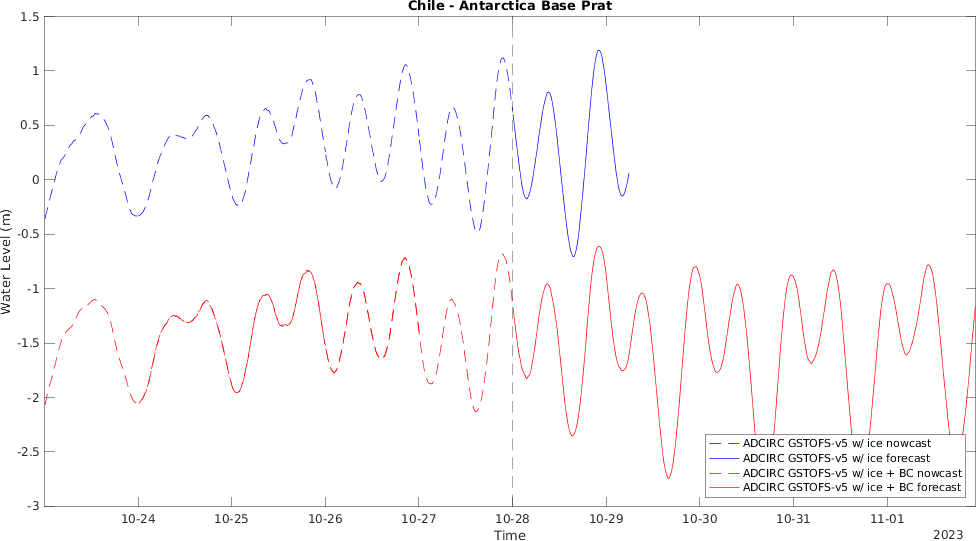 Chile - Antarctica Base Prat
1.5
1
0.5
0
-0.5
-1
-1.5
-2
-2.5
-3
Water Level (m)
ADCIRC GSTOFS-v5 w/ ice nowcast
ADCIRC GSTOFS-v5 w/ ice forecast
ADCIRC GSTOFS-v5 w/ ice + BC nowcast
ADCIRC GSTOFS-v5 w/ ice + BC forecast
10-24 10-25 10-26 10-27 10-28 10-29 10-30 10-31 11-01
Time
2023